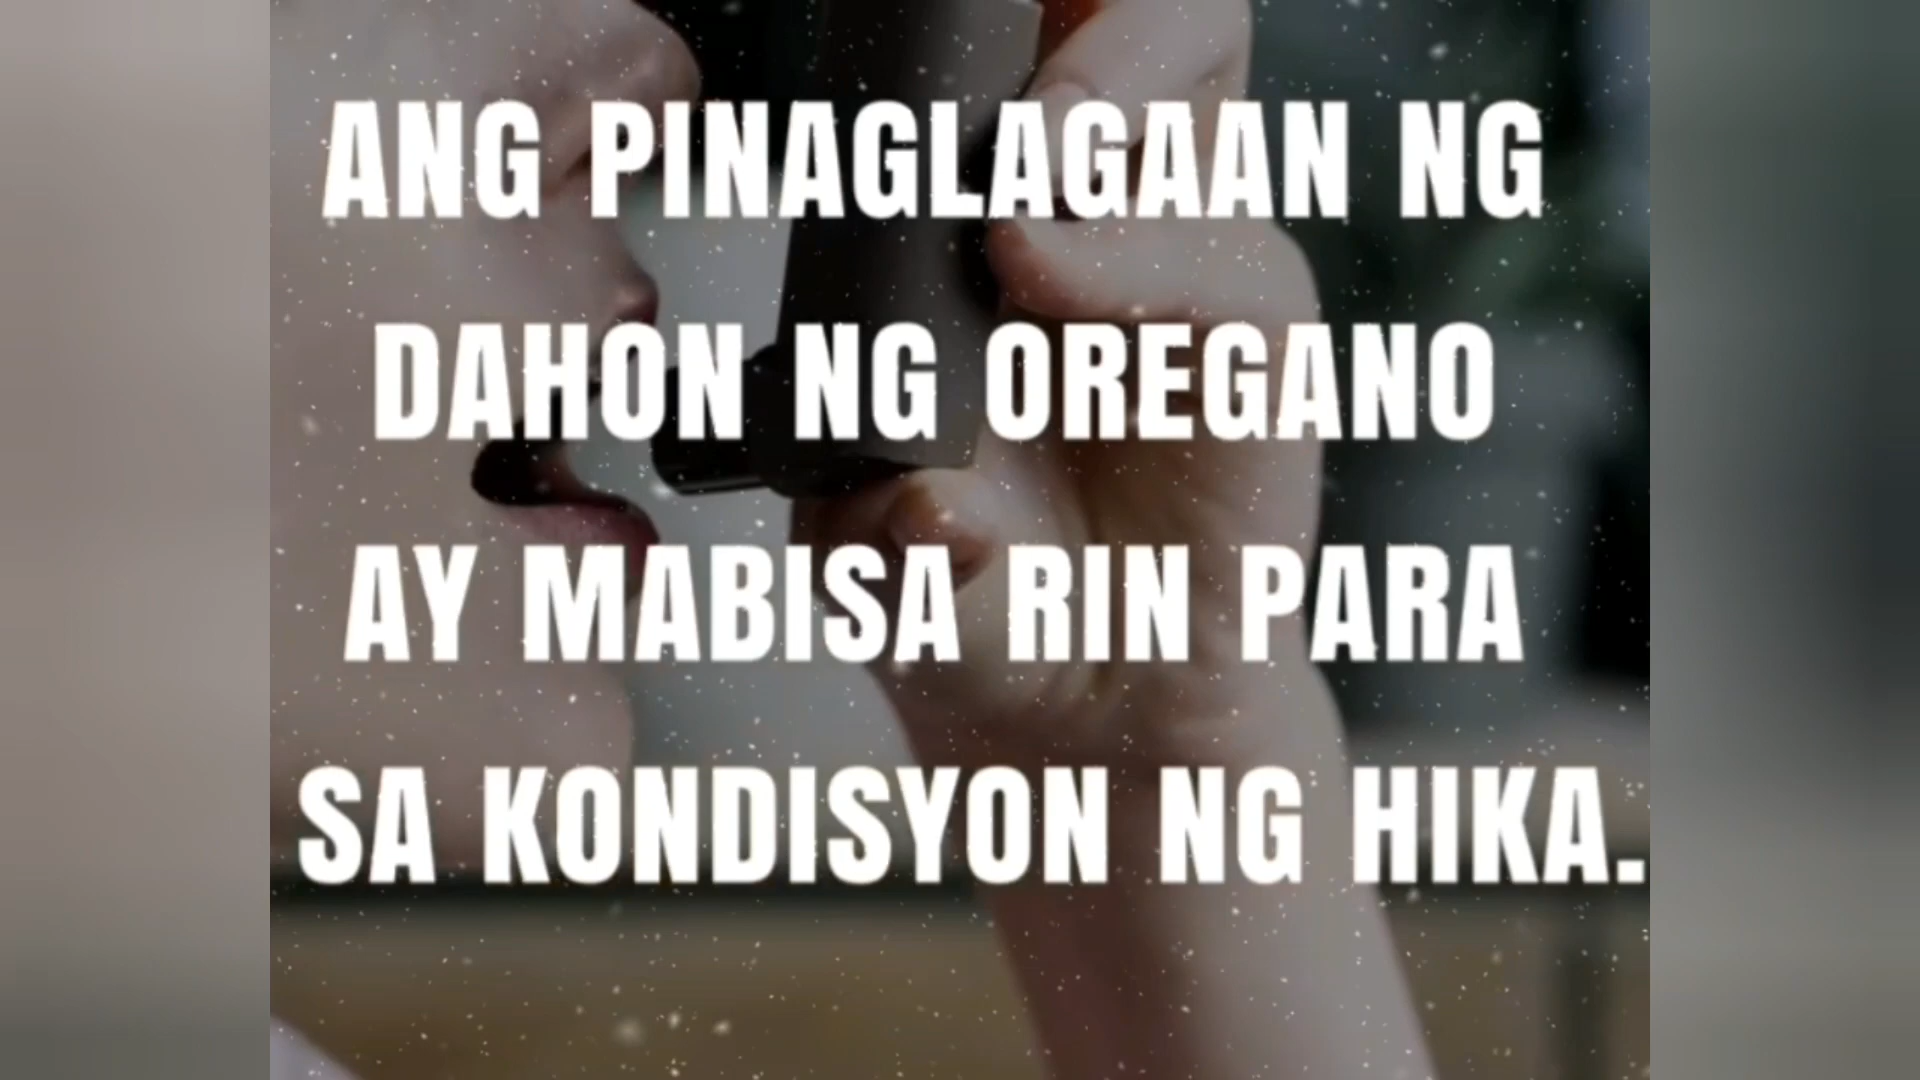 ANG PINAGLAGAAN NG
DAHON NG OREGANO
AY MABISA RIN PARA
SA KONDISYON NG HIKA.